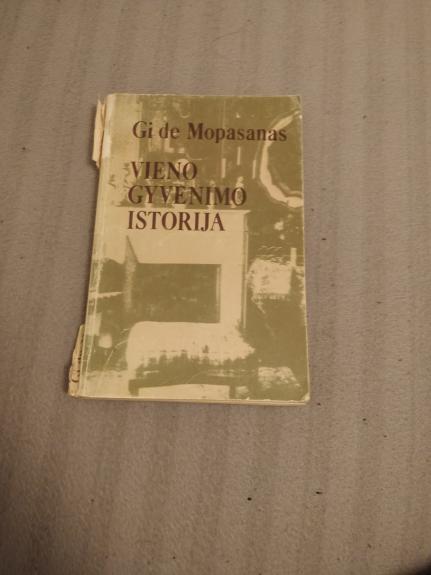 Gi de Mopasanas
VIENO
GYVENIMO
ISTORIJA